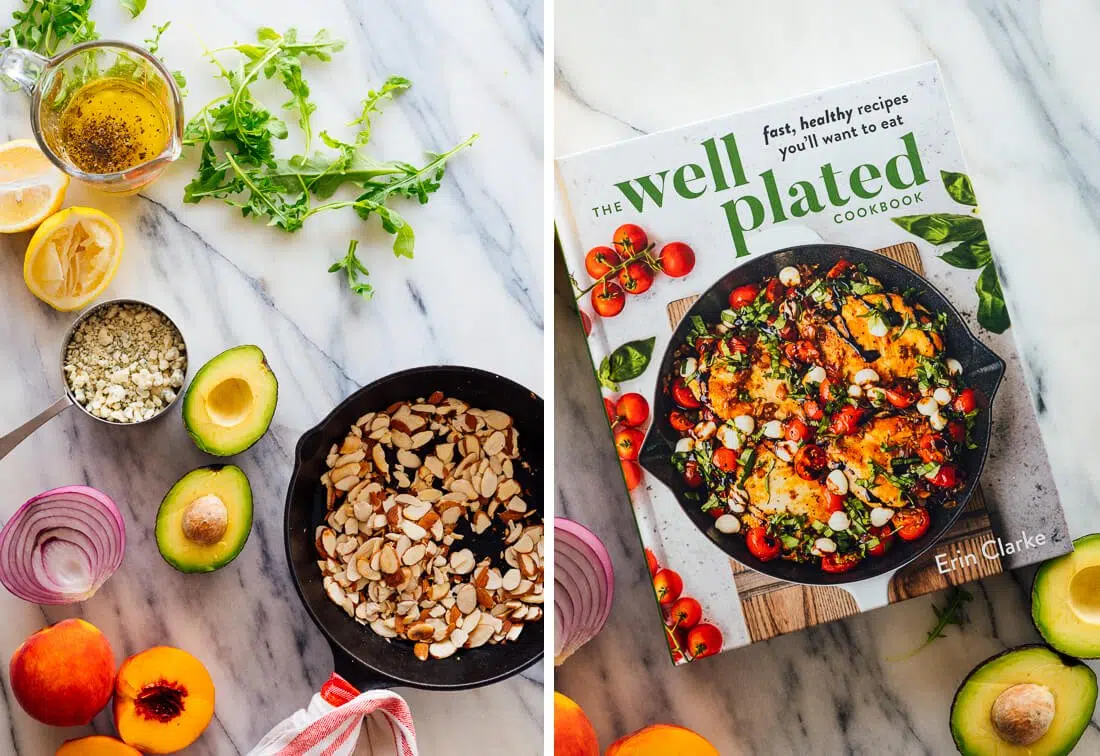 fast, healthy recipes
you'll want to eat
THE well
plated
COOKBOOK
Erin Clarke